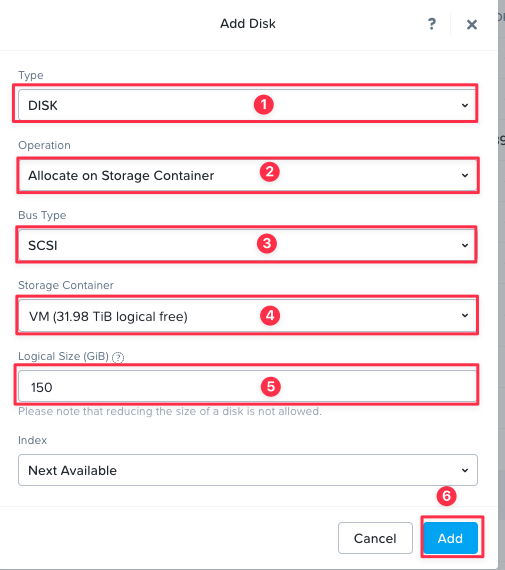 Add Disk ? ×
Type
DISK 1
Operation
Allocate on Storage Container 2
Bus Type
SCSI 3
Storage Container
VM (31.98 TiB logical free) 4
Logical Size (GiB) ?
150 5
Please note that reducing the size of a disk is not allowed.
Index
Next Available
6
Cancel Add